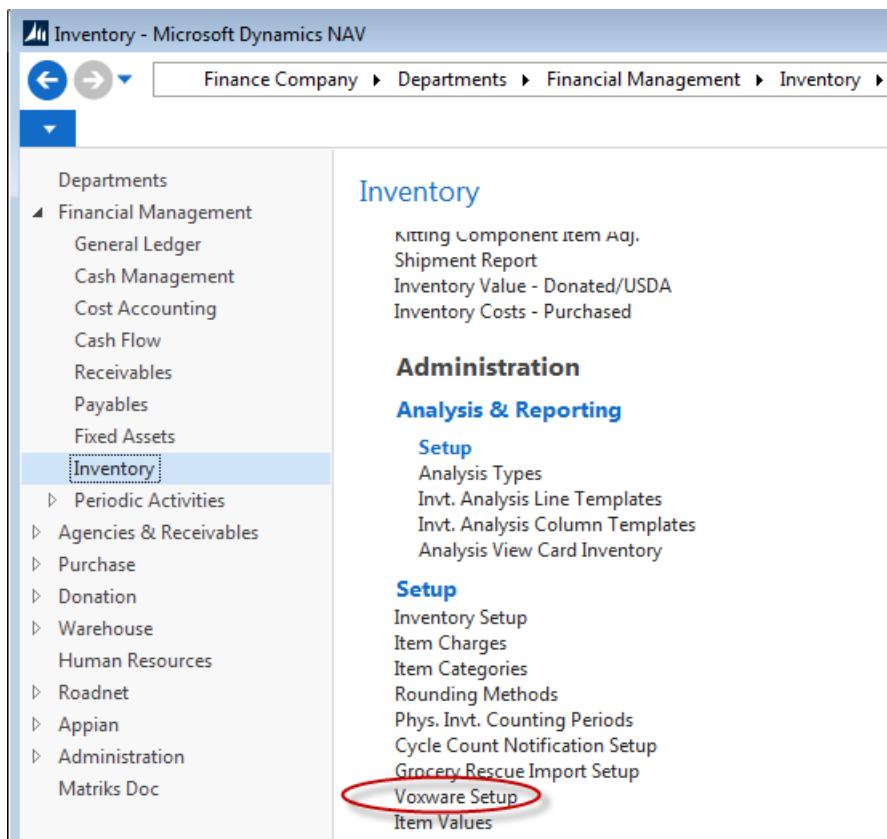 Inventory - Microsoft Dynamics NAV
Finance Company Departments Financial Management Inventory
Departments
Financial Management
General Ledger
Cash Management
Cost Accounting
Cash Flow
Receivables
Payables
Fixed Assets
Inventory
Periodic Activities
Agencies & Receivables
Purchase
Donation
Warehouse
Human Resources
Roadnet
Appian
Administration
Matriks Doc
Inventory
Kitting Component Item Adj.
Shipment Report
Inventory Value - Donated/USDA
Inventory Costs - Purchased
Administration
Analysis & Reporting
Setup
Analysis Types
Invt. Analysis Line Templates
Invt. Analysis Column Templates
Analysis View Card Inventory
Setup
Inventory Setup
Item Charges
Item Categories
Rounding Methods
Phys. Invt. Counting Periods
Cycle Count Notification Setup
Grocery Rescue Import Setup
Voxware Setup
Item Values